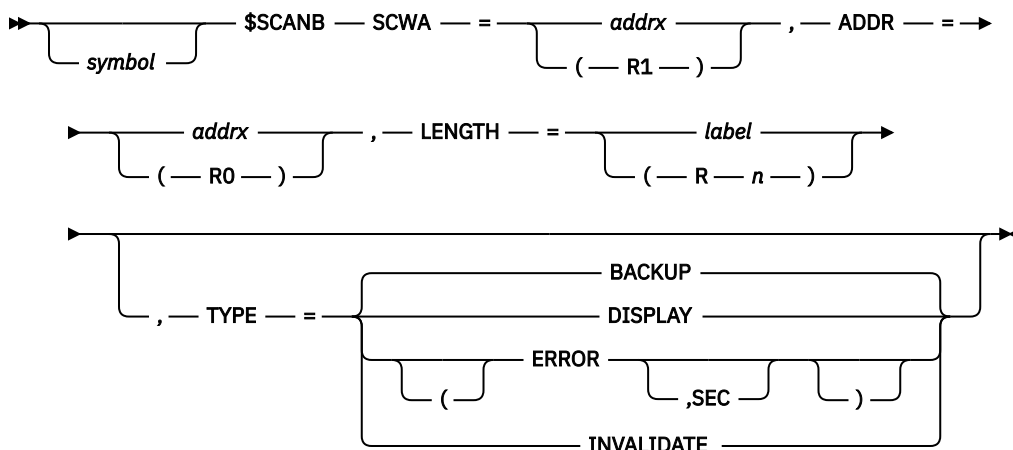 $SCANB SCWA = addrx , ADDR =
symbol ( R1 )
addrx , LENGTH = label
( R0 ) ( R n )
BACKUP
, TYPE = DISPLAY
( ERROR ,SEC )
INVALIDATE